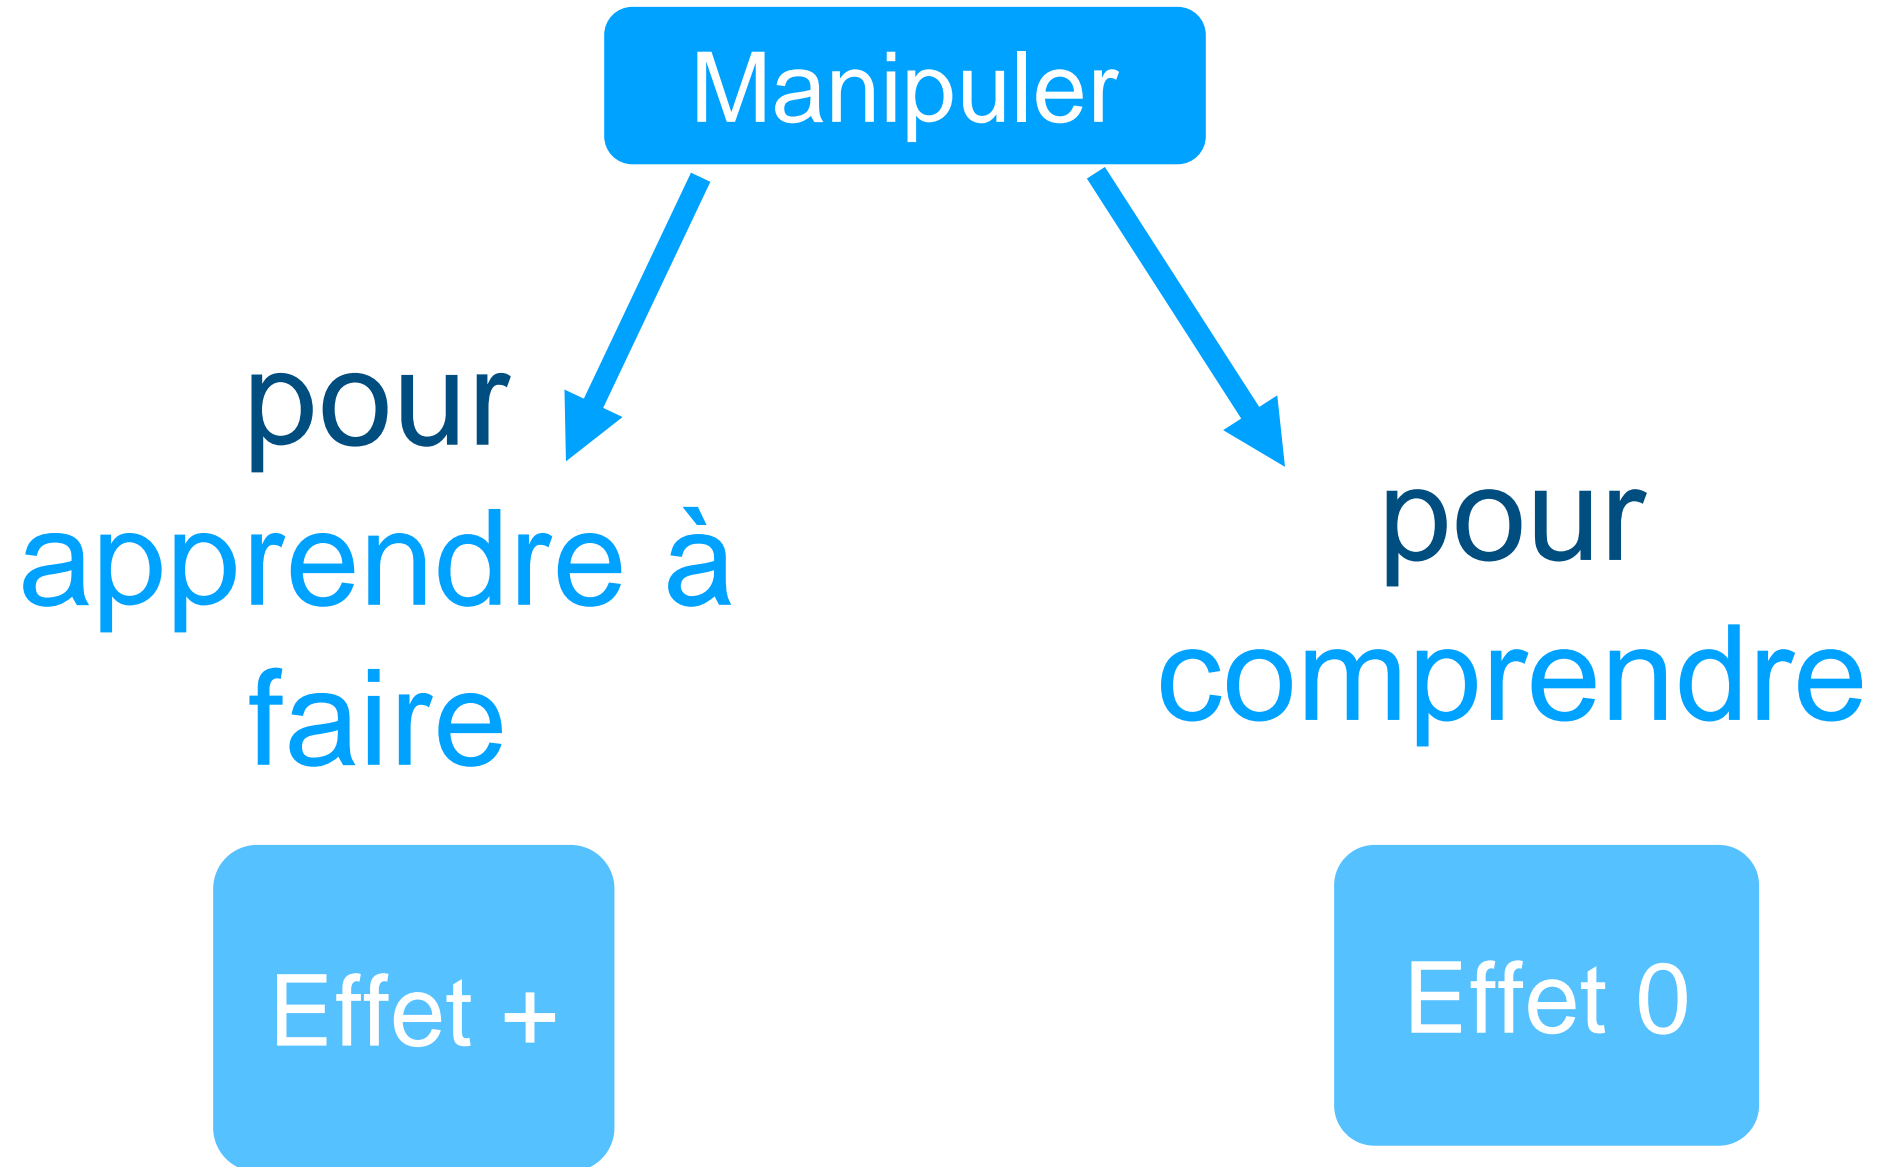 Manipuler
pour
apprendre à
faire
pour
comprendre
Effet +
Effet 0